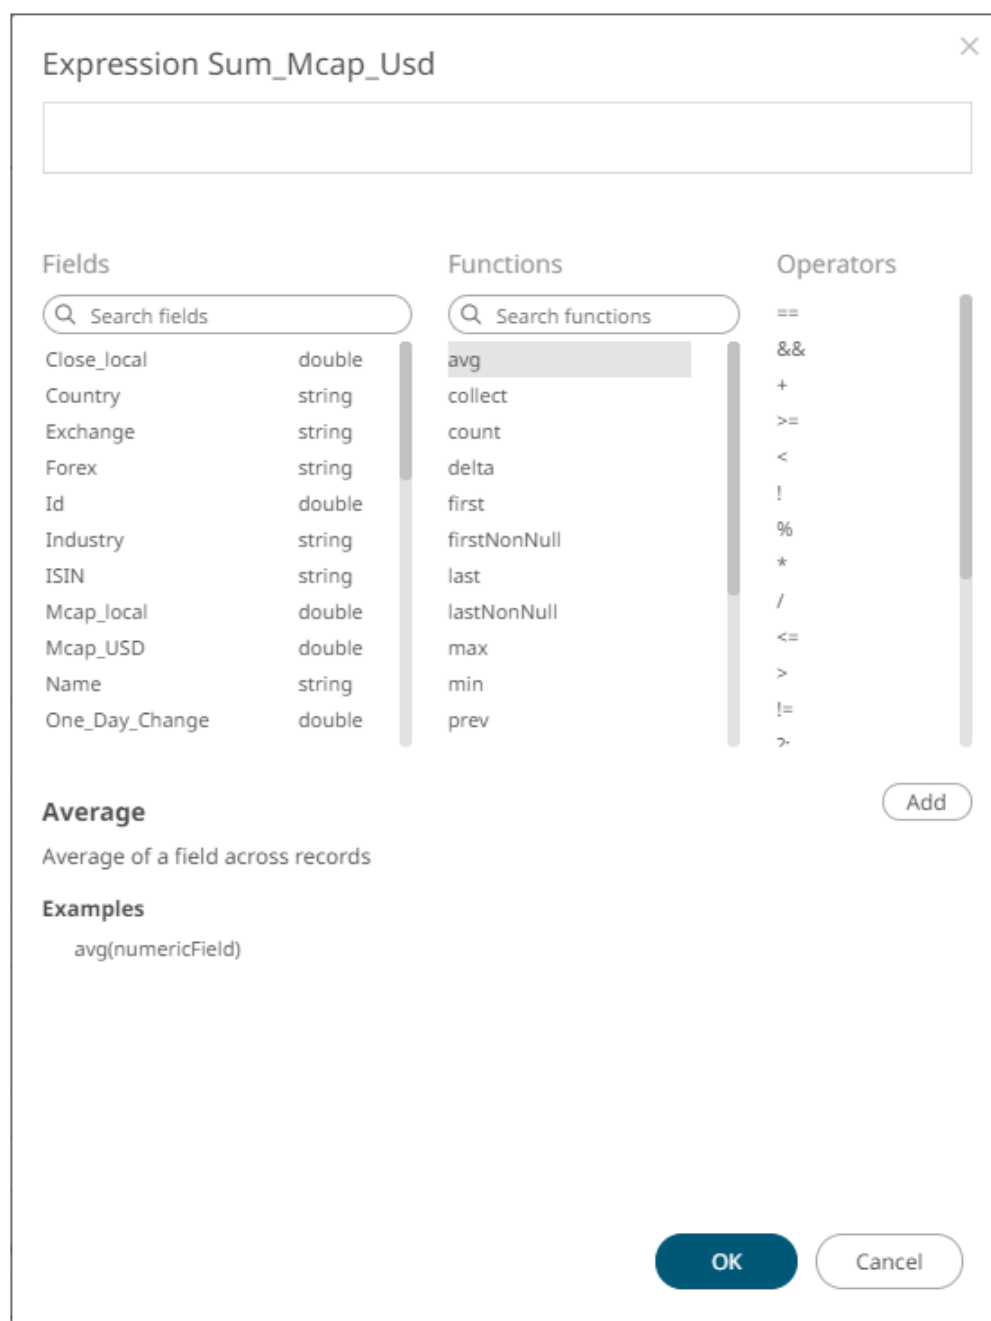 Expression Sum_Mcap_Usd
Fields
Search fields
Close_local double
Country string
Exchange string
Forex string
Id double
Industry string
ISIN string
Mcap_local double
Mcap_USD double
Name string
One_Day_Change double
Functions
Search functions
avg
collect
count
delta
first
firstNonNull
last
lastNonNull
max
min
prev
Operators
==
&&
+
>=
<
!
%
*
/
<=
>
!=
Add
Average
Average of a field across records
Examples
avg(numericField)
OK
Cancel